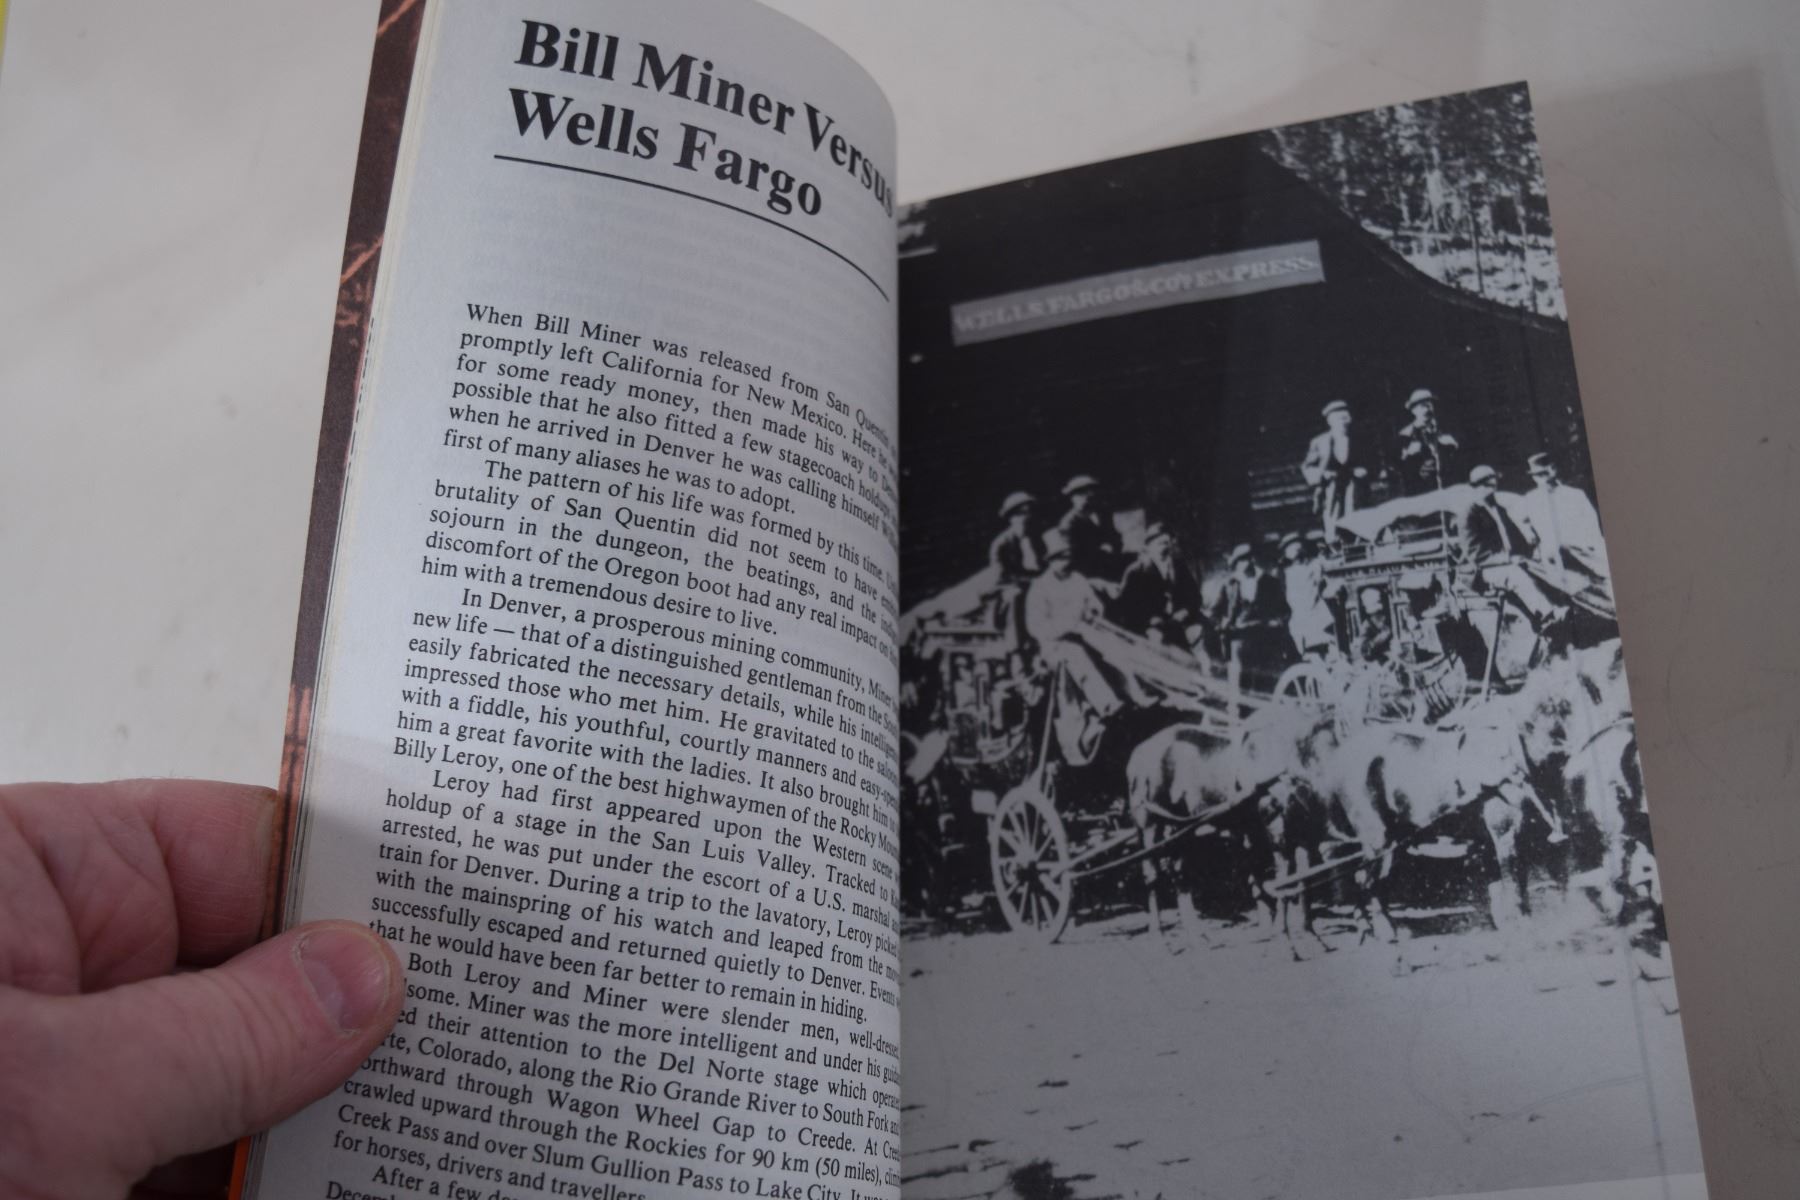 Bill Miner Versus
Wells Fargo
When Bill Miner was released from San Quentin
promptly left California for New Mexico. Here he
for some ready money, then made his way to
possible that he also fitted a few stagecoach holdups
when he arrived in Denver he was calling himself
first of many aliases he was to adopt.
The pattern of his life was formed by this time.
brutality of San Quentin did not seem to have
sojourn in the dungeon, the beatings, and the
discomfort of the Oregon boot had any real impact on
him with a tremendous desire to live.
In Denver, a prosperous mining community, Miner
new life — that of a distinguished gentleman from the
easily fabricated the necessary details, while his
impressed those who met him. He gravitated to the
with a fiddle, his youthful, courtly manners and
him a great favorite with the ladies. It also brought him
Billy Leroy, one of the best highwaymen of the Rocky
Leroy had first appeared upon the Western scene
holdup of a stage in the San Luis Valley. Tracked to
arrested, he was put under the escort of a U.S. marshal
train for Denver. During a trip to the lavatory, Leroy picked
with the mainspring of his watch and leaped from the
successfully escaped and returned quietly to Denver. Events
that he would have been far better to remain in hiding.
Both Leroy and Miner were slender men, well-dressed,
some. Miner was the more intelligent and under his
ed their attention to the Del Norte stage which
rte, Colorado, along the Rio Grande River to South Fork
orthward through Wagon Wheel Gap to Creede. At
crawled upward through the Rockies for 90 km (50 miles),
Creek Pass and over Slum Gullion Pass to Lake City. It
for horses, drivers and travellers
After a few
WELLS FARGO & CO'S EXPRESS.